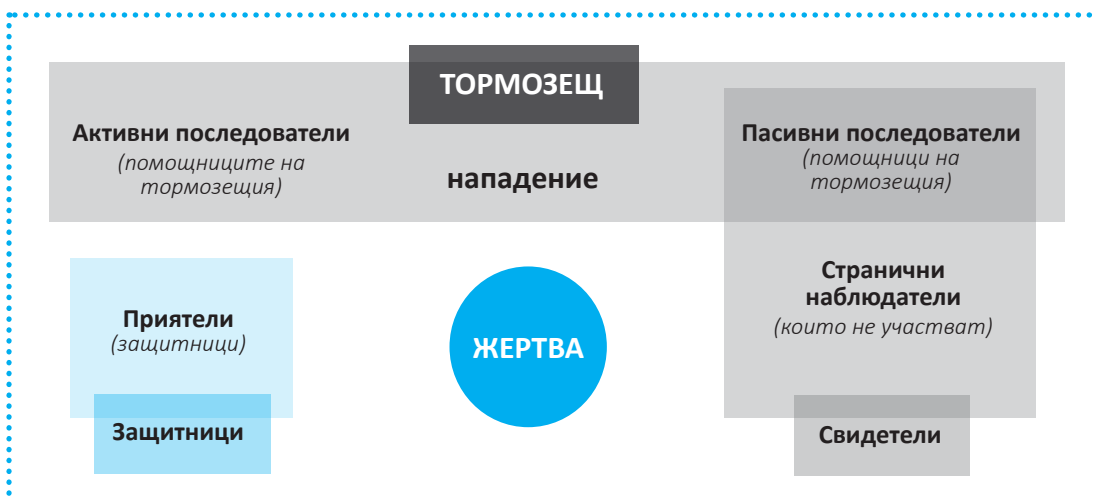 ТОРМОЗЕЩ
Активни последователи
(помощниците на
тормозещия)
нападение
Пасивни последователи
(помощници на
тормозещия)
Приятели
(защитници)
Защитници
ЖЕРТВА
Странични
наблюдатели
(които не участват)
Свидетели